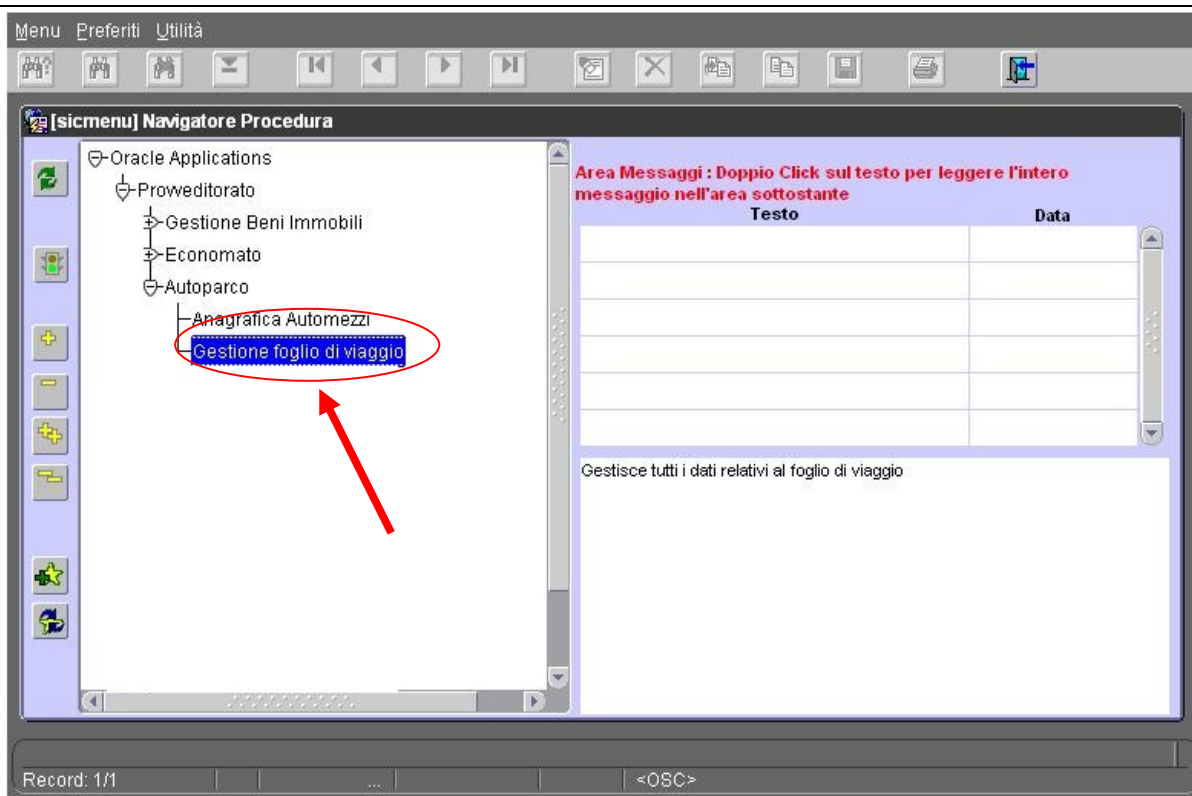 Menu Preferiti Utilità
[sicmenu] Navigatore Procedura
Oracle Applications
Provveditorato
Gestione Beni Immobili
Economato
Autoparco
Anagrafica Automezzi
Gestione foglio di viaggio
Area Messaggi : Doppio Click sul testo per leggere l'intero
messaggio nell'area sottostante
Testo Data
Gestisce tutti i dati relativi al foglio di viaggio
Record: 1/1 ... <OSC>